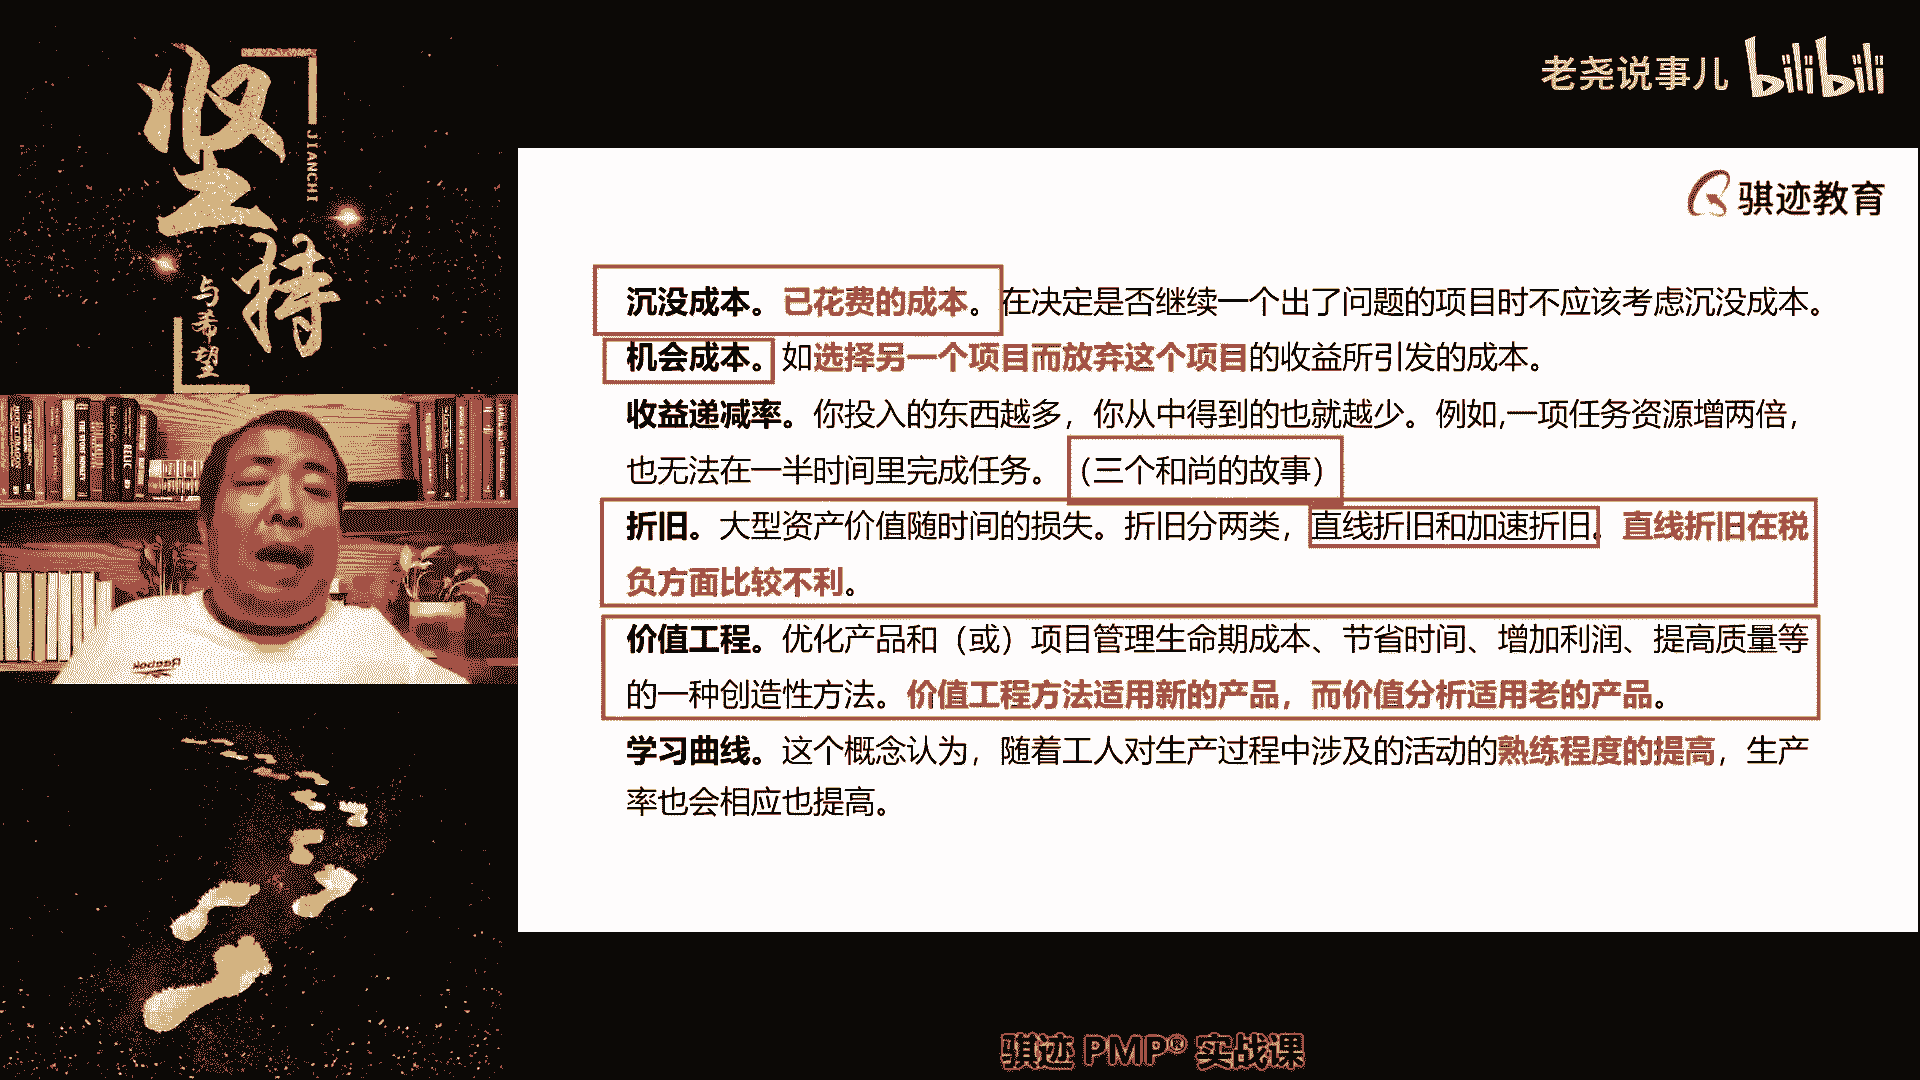 坚持
JIANCHI
与希望
老尧说事儿 bilibili
骐迹教育
沉没成本。已花费的成本。在决定是否继续一个出了问题的项目时不应该考虑沉没成本。
机会成本。如选择另一个项目而放弃这个项目的收益所引发的成本。
收益递减率。你投入的东西越多，你从中得到的也就越少。例如,一项任务资源增两倍，
也无法在一半时间里完成任务。（三个和尚的故事）
折旧。大型资产价值随时间的损失。折旧分两类，直线折旧和加速折旧。直线折旧在税
负方面比较不利。
价值工程。优化产品和（或）项目管理生命期成本、节省时间、增加利润、提高质量等
的一种创造性方法。价值工程方法适用新的产品，而价值分析适用老的产品。
学习曲线。这个概念认为，随着工人对生产过程中涉及的活动的熟练程度的提高，生产
率也会相应也提高。
骐迹 PMP® 实战课